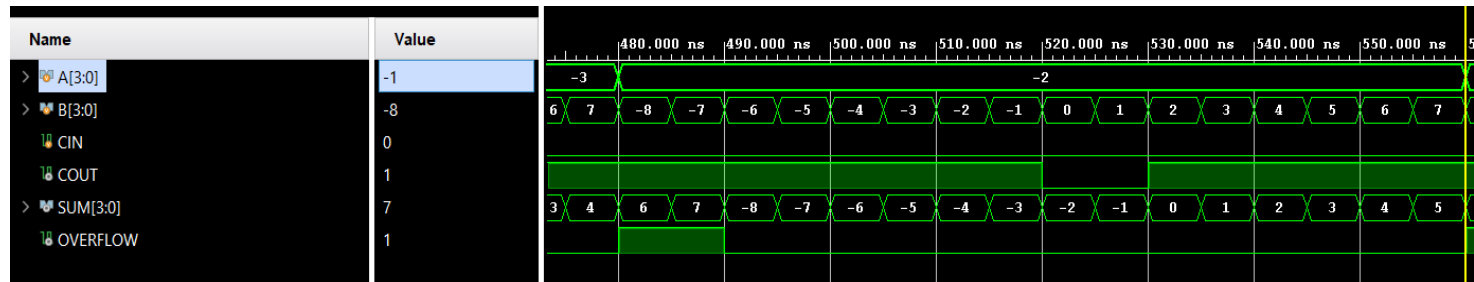 Name Value 480.000 ns 490.000 ns 500.000 ns 510.000 ns 520.000 ns 530.000 ns 540.000 ns 550.000 ns
A[3:0] -1 -3 -2
B[3:0] -8 6 7 -8 -7 -6 -5 -4 -3 -2 -1 0 1 2 3 4 5 6 7
CIN 0
COUT 1
SUM[3:0] 7 3 4 6 7 -8 -7 -6 -5 -4 -3 -2 -1 0 1 2 3 4 5
OVERFLOW 1